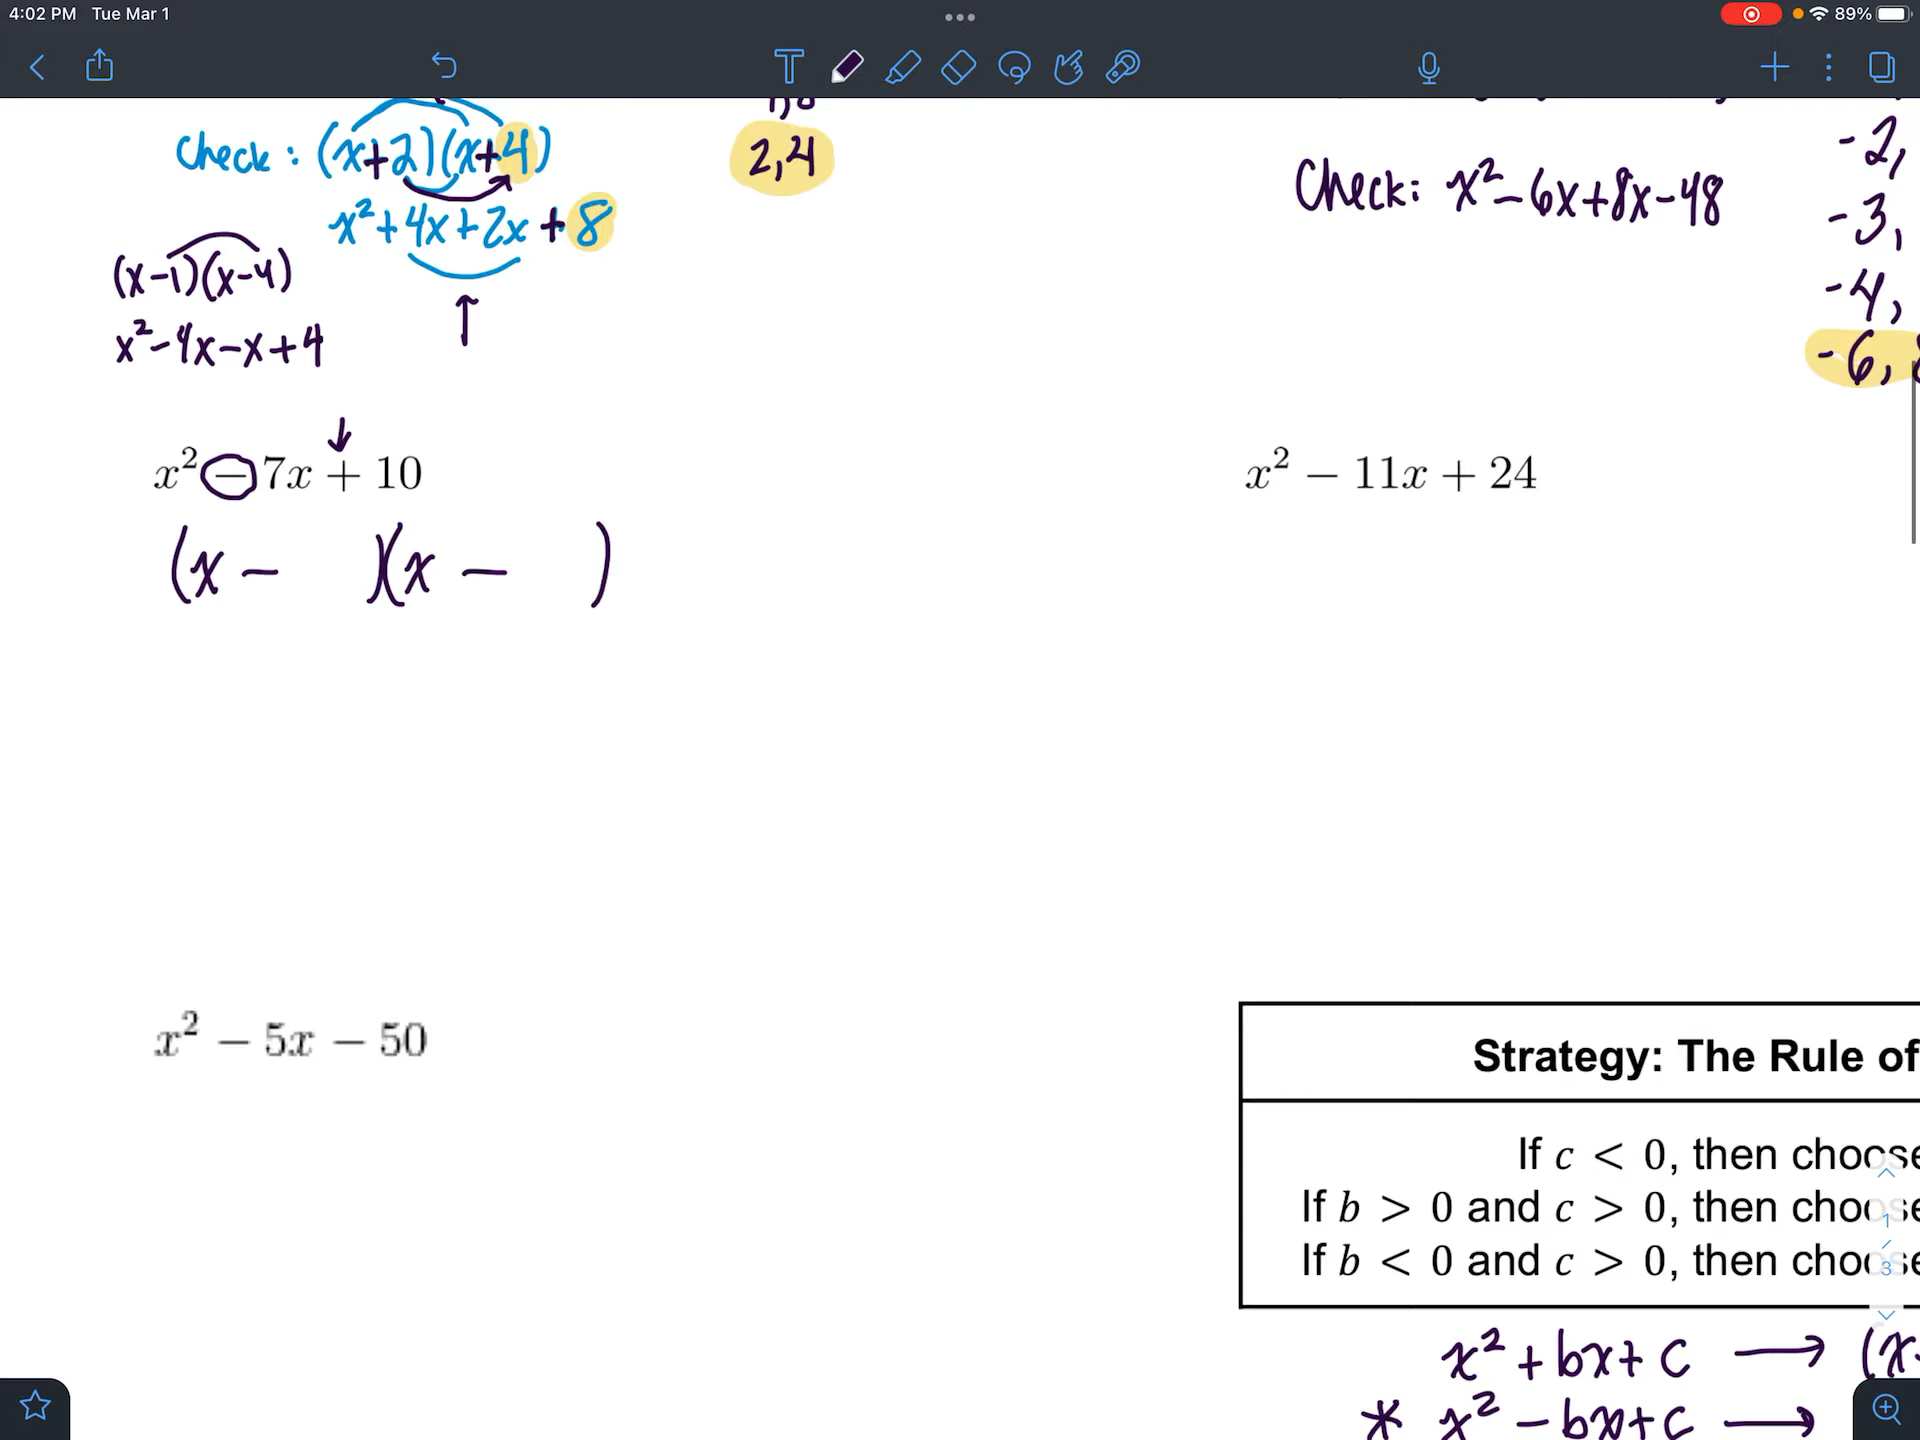 4:02 PM Tue Mar 1
89%
Check: (x+2)(x+4)
x²+4x+2x+8
2,4
(x-1)(x-4)
x²-4x-x+4
Check: x²-6x+8x-48
-2,
-3,
-4,
-6, 8
x² - 7x + 10
(x - )(x - )
x² - 11x + 24
x² - 5x - 50
Strategy: The Rule of
If c < 0, then choose
If b > 0 and c > 0, then choose
If b < 0 and c > 0, then choose
1/3
x²+bx+c → (x
* x²-bx+c →